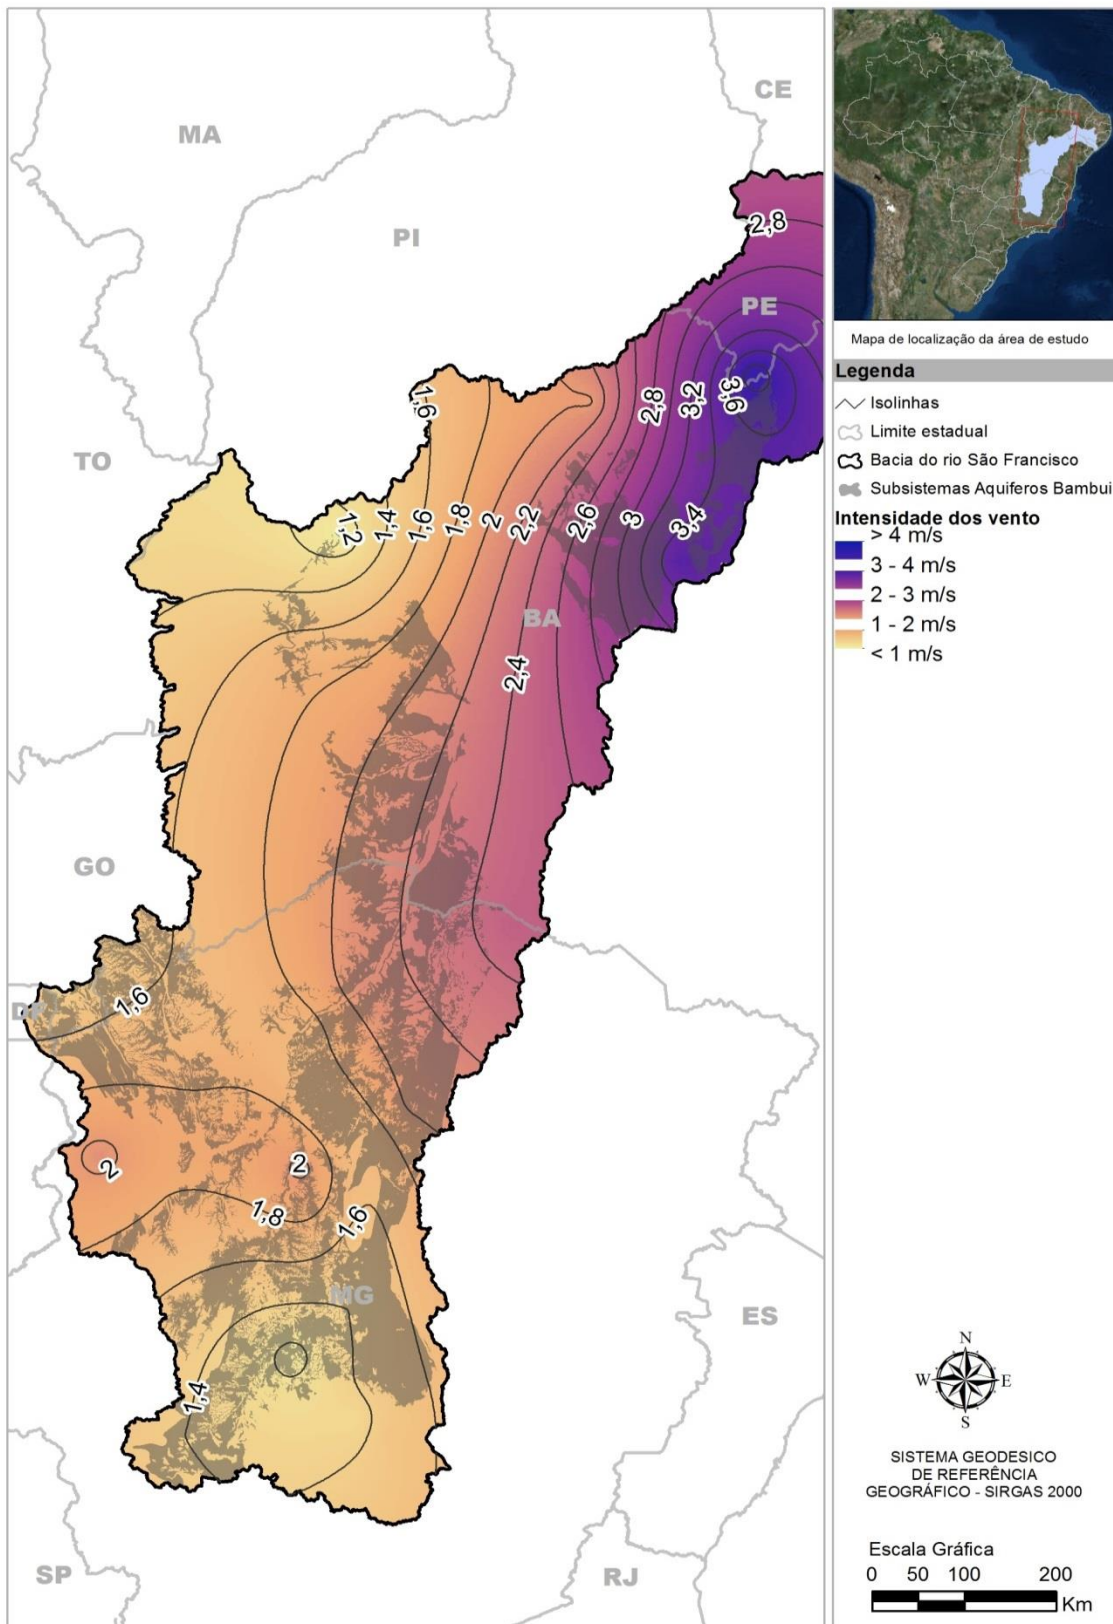 CE
MA
PI
2,8
PE
3,6
3,2
2,8
1,6
TO
1,2
1,4
1,6
1,8
2
2,2
2,6
3
3,4
BA
2,4
GO
DF
1,6
2
2
1,8
1,6
MG
ES
1,4
SP
RJ
Mapa de localização da área de estudo
Legenda
Isolinhas
Limite estadual
Bacia do rio São Francisco
Subsistemas Aquiferos Bambui
Intensidade dos vento
> 4 m/s
3 - 4 m/s
2 - 3 m/s
1 - 2 m/s
< 1 m/s
N
W E
S
SISTEMA GEODESICO
DE REFERÊNCIA
GEOGRÁFICO - SIRGAS 2000
Escala Gráfica
0 50 100 200
Km